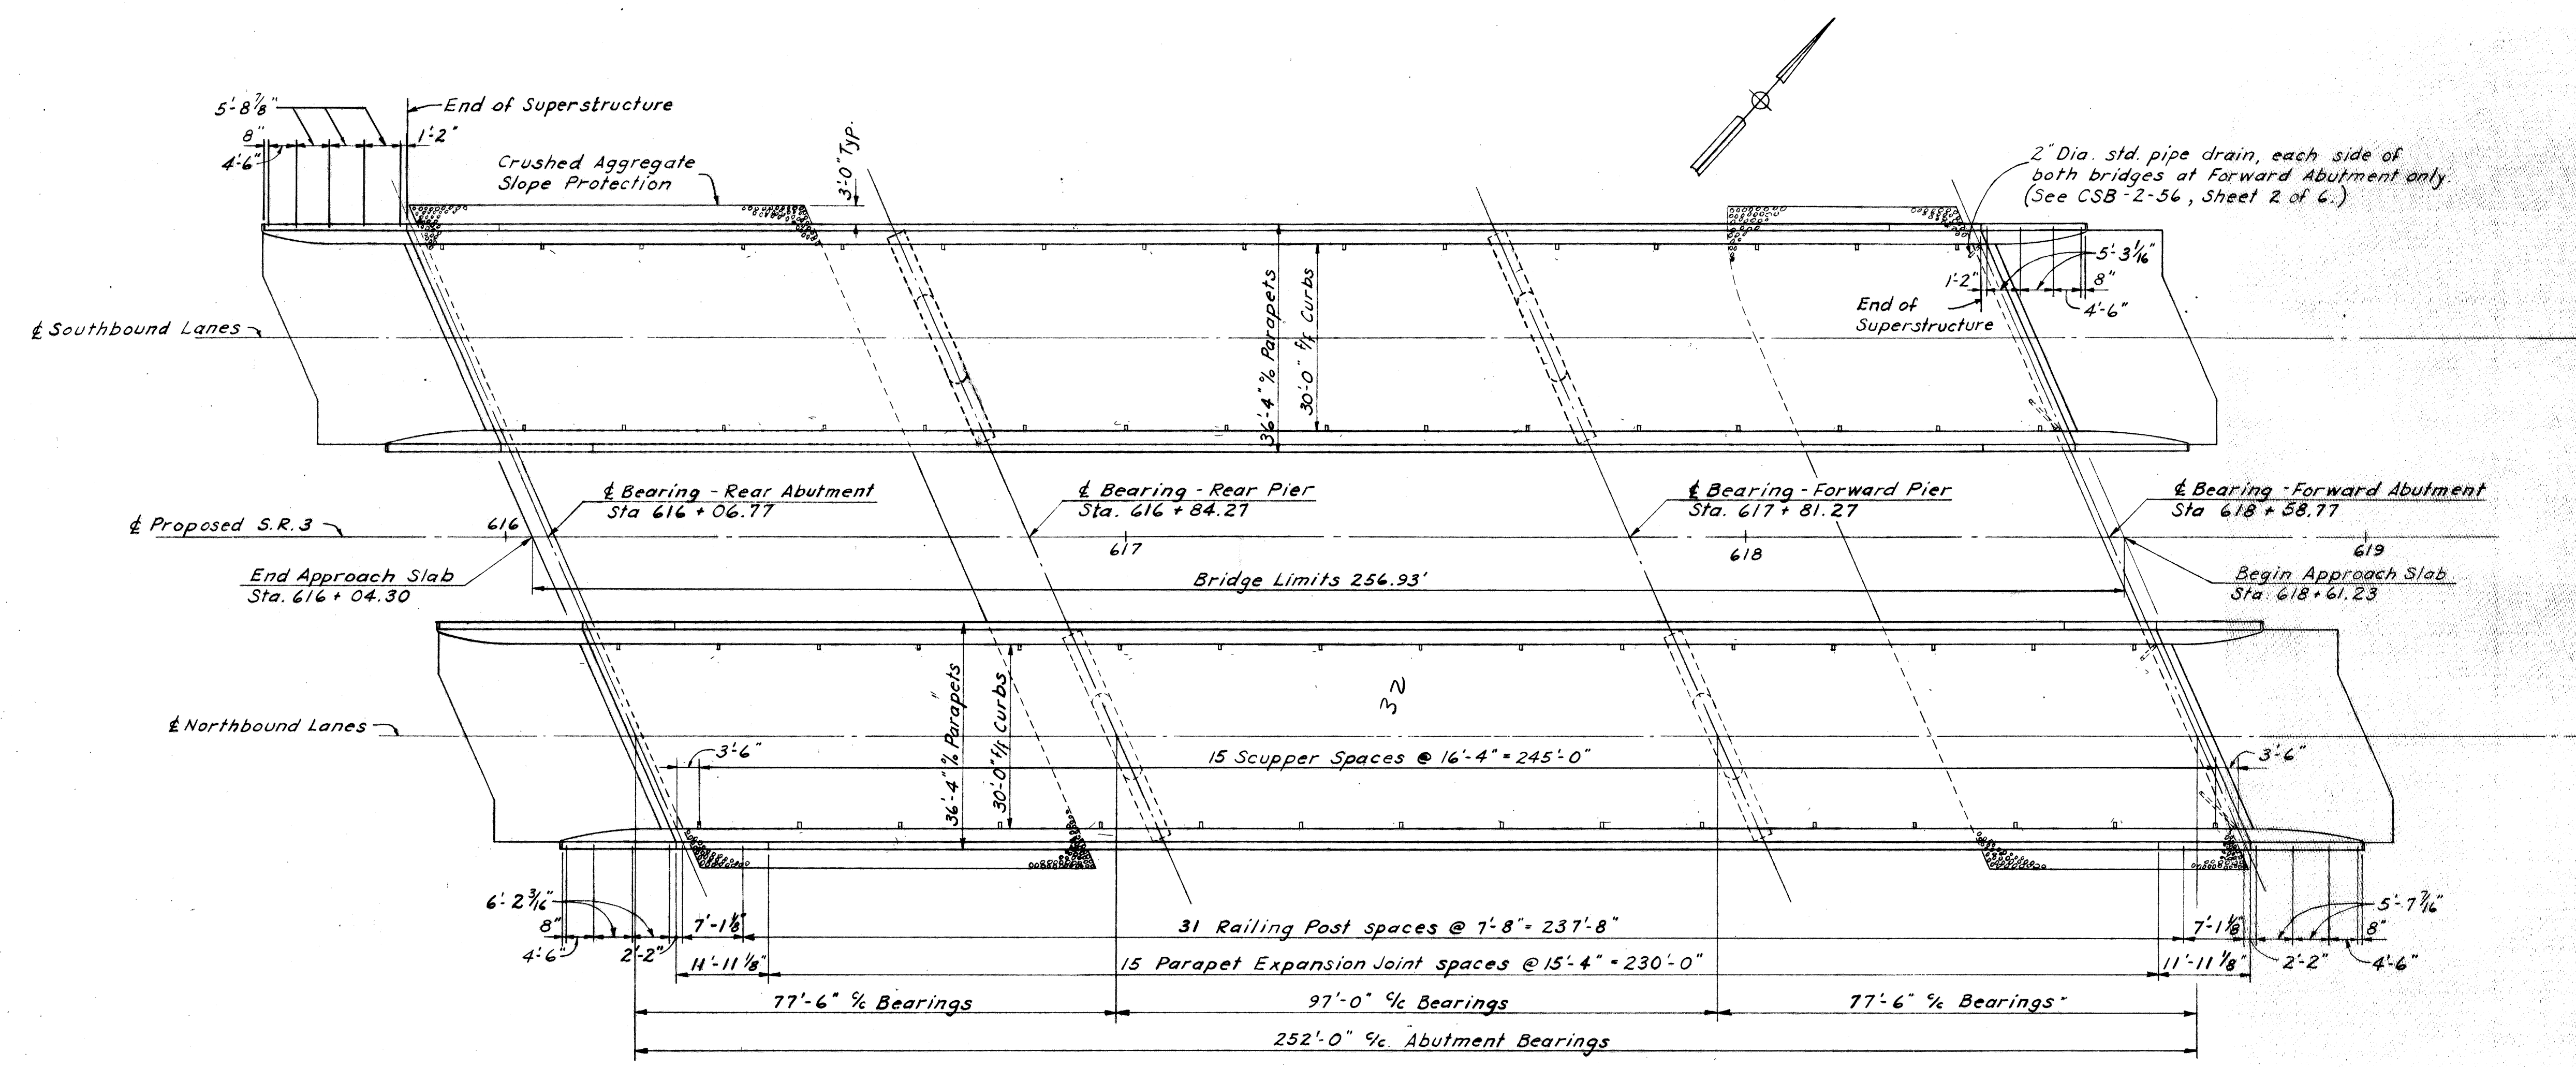 5'-8 7/8"
End of Superstructure
8"
1'-2"
4'-6"
Crushed Aggregate
Slope Protection
3'-0" Typ.
2" Dia. std. pipe drain, each side of
both bridges at Forward Abutment only.
(See CSB-2-56, Sheet 2 of 6.)
5'-3 1/16"
1'-2"
8"
4'-6"
End of
Superstructure
36'-4" o/o Parapets
30'-0" f/f Curbs
℄ Southbound Lanes
℄ Bearing - Rear Abutment
Sta 616 + 06.77
℄ Bearing - Rear Pier
Sta. 616 + 84.27
℄ Bearing - Forward Pier
Sta. 617 + 81.27
℄ Bearing - Forward Abutment
Sta 618 + 58.77
℄ Proposed S.R.3
616
617
618
619
End Approach Slab
Sta. 616 + 04.30
Bridge Limits 256.93'
Begin Approach Slab
Sta. 618+61.23
36'-4" o/o Parapets
30'-0" f/f Curbs
32
℄ Northbound Lanes
3'-6"
15 Scupper Spaces @ 16'-4" = 245'-0"
3'-6"
6'-2 3/16"
8"
4'-6"
2'-2"
7'-1 1/8"
31 Railing Post spaces @ 7'-8" = 237'-8"
7'-1 1/8"
5'-7 7/16"
8"
2'-2"
4'-6"
11'-11 1/8"
15 Parapet Expansion Joint spaces @ 15'-4" = 230'-0"
11'-11 1/8"
77'-6" c/c Bearings
97'-0" c/c Bearings
77'-6" c/c Bearings
252'-0" c/c. Abutment Bearings